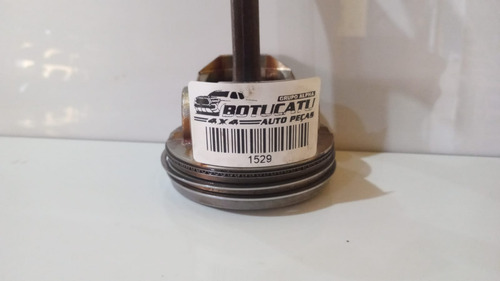 GRUPO ALPHA
BOTUCATU
4X4 AUTO PEÇAS
1529